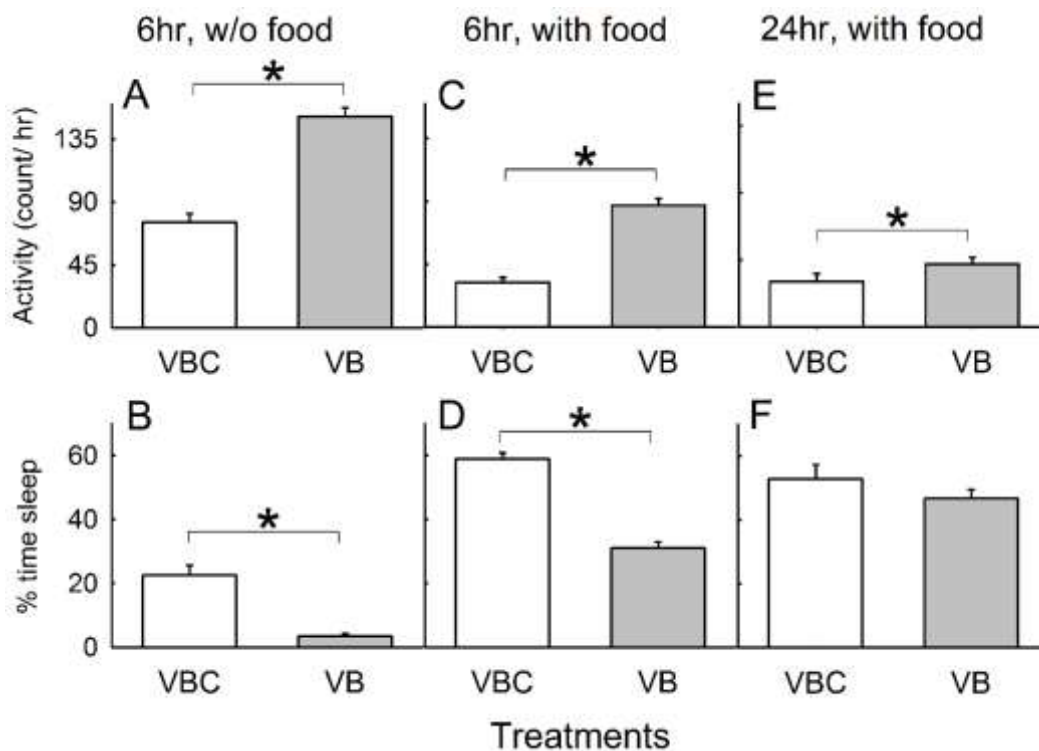 6hr, w/o food 6hr, with food 24hr, with food
A * C * E *
Activity (count/ hr)
135
90
45
0
VBC VB VBC VB VBC VB
B * D * F
% time sleep
60
40
20
0
VBC VB VBC VB VBC VB
Treatments